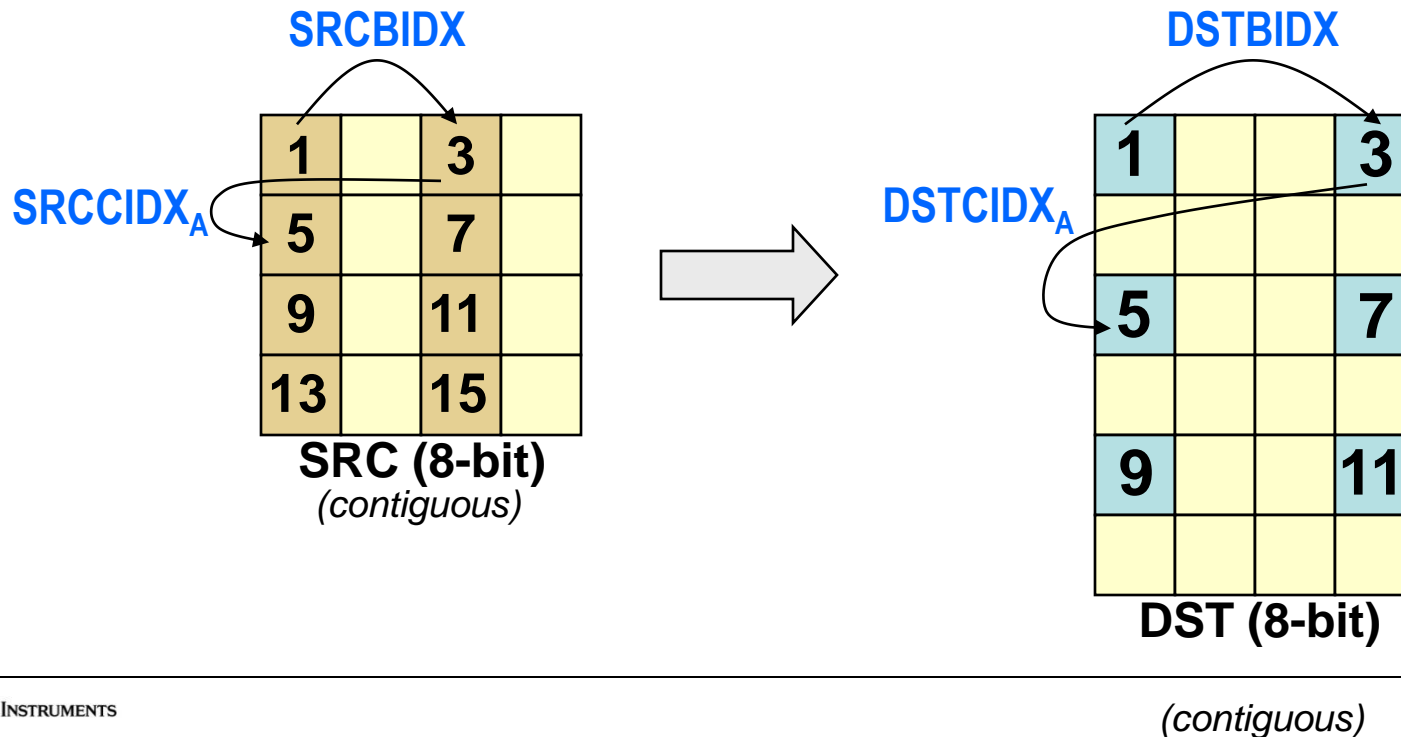 SRCBIDX
1 3
SRCCIDXA
5 7
9 11
13 15
SRC (8-bit)
(contiguous)
DSTBIDX
1 3
DSTCIDXA
5 7
9 11
DST (8-bit)
INSTRUMENTS
(contiguous)